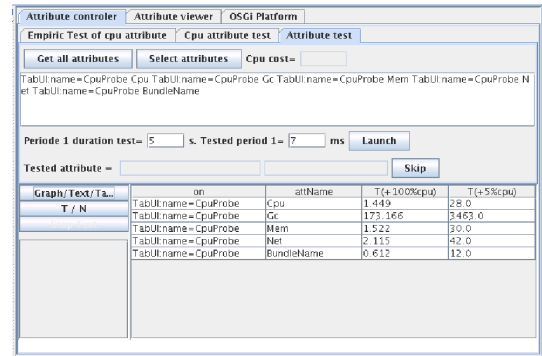 Attribute controler Attribute viewer OSGi Platform
Empiric Test of cpu attribute Cpu attribute test Attribute test
Get all attributes Select attributes Cpu cost=
TabUI:name=CpuProbe Cpu TabUI:name=CpuProbe Gc TabUI:name=CpuProbe Mem TabUI:name=CpuProbe N
et TabUI:name=CpuProbe BundleName
Periode 1 duration test= 5 s. Tested period 1= 7 ms Launch
Tested attribute = Skip
Graph/Text/Ta... on attName T(+100%cpu) T(+5%cpu)
T / N TabUI:name=CpuProbe Cpu 1.449 28.0
TabUI:name=CpuProbe Gc 173.166 3463.0
TabUI:name=CpuProbe Mem 1.522 30.0
TabUI:name=CpuProbe Net 2.115 42.0
TabUI:name=CpuProbe BundleName 0.612 12.0